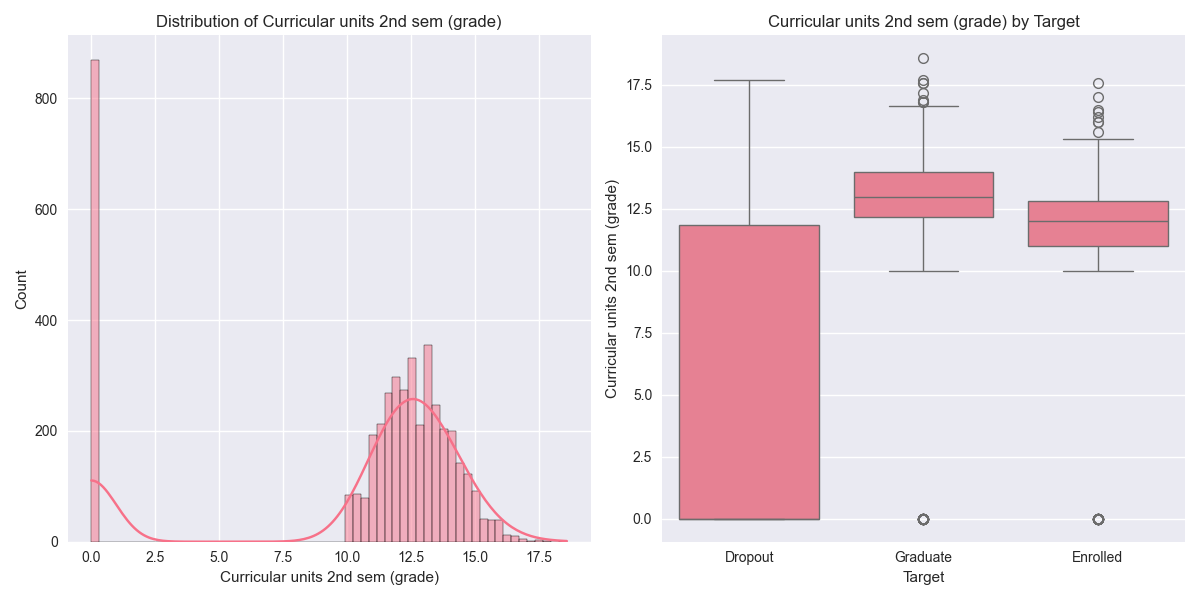 Distribution of Curricular units 2nd sem (grade)
Count
800
600
400
200
0
0.0 2.5 5.0 7.5 10.0 12.5 15.0 17.5
Curricular units 2nd sem (grade)
Curricular units 2nd sem (grade) by Target
Curricular units 2nd sem (grade)
17.5
15.0
12.5
10.0
7.5
5.0
2.5
0.0
Dropout Graduate Enrolled
Target